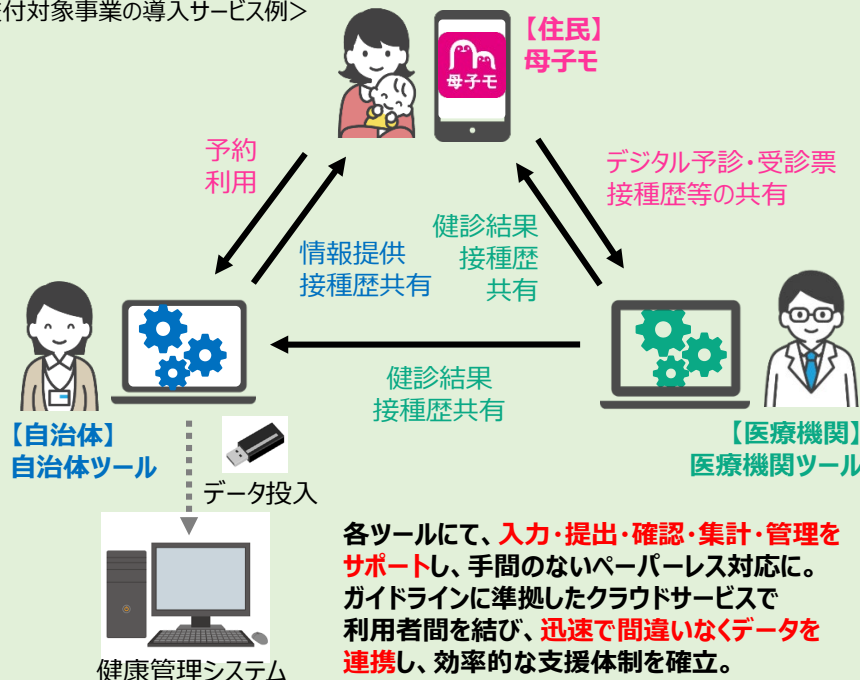 付対象事業の導入サービス例＞
【住民】
母子モ
母子モ
予約
利用
デジタル予診・受診票
接種歴等の共有
情報提供
接種歴共有
健診結果
接種歴
共有
健診結果
接種歴共有
【自治体】
自治体ツール
【医療機関】
医療機関ツール
データ投入
健康管理システム
各ツールにて、入力・提出・確認・集計・管理を
サポートし、手間のないペーパーレス対応に。
ガイドラインに準拠したクラウドサービスで
利用者間を結び、迅速で間違いなくデータを
連携し、効率的な支援体制を確立。